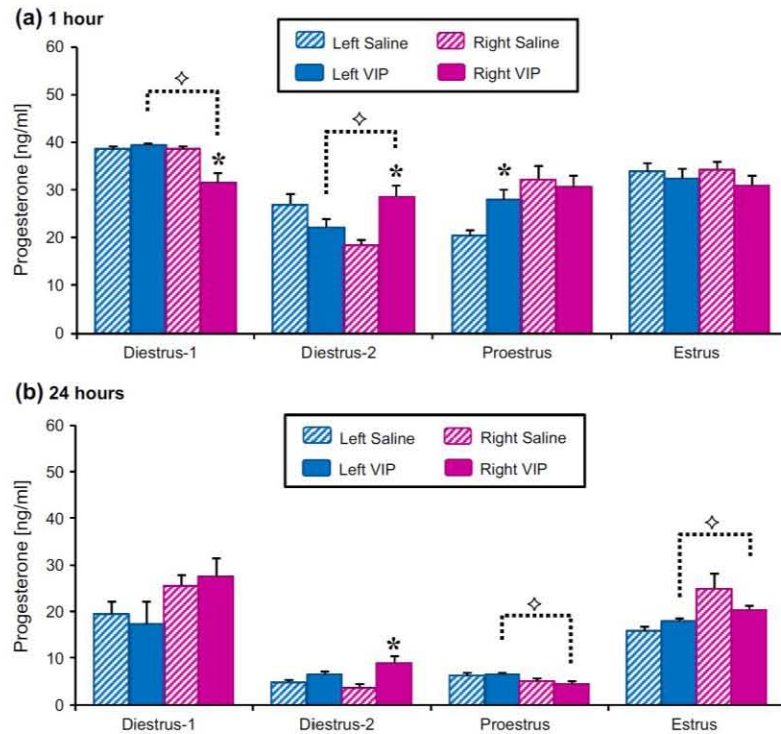 (a) 1 hour
Progesterone [ng/ml]
60
50
40
30
20
10
0
Left Saline
Right Saline
Left VIP
Right VIP
*
*
*
Diestrus-1
Diestrus-2
Proestrus
Estrus
(b) 24 hours
Progesterone [ng/ml]
60
50
40
30
20
10
0
Left Saline
Right Saline
Left VIP
Right VIP
*
Diestrus-1
Diestrus-2
Proestrus
Estrus